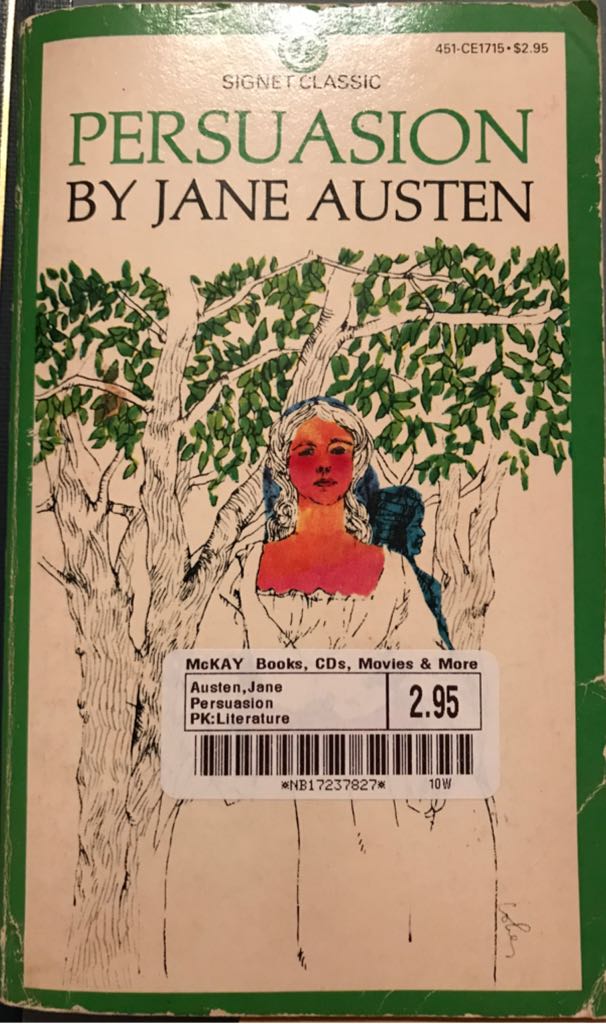 451-CE1715•$2.95
SIGNET CLASSIC
PERSUASION
BY JANE AUSTEN
McKAY Books, CDs, Movies & More
Austen,Jane
Persuasion
PK:Literature
2.95
*NB17237827*
10W